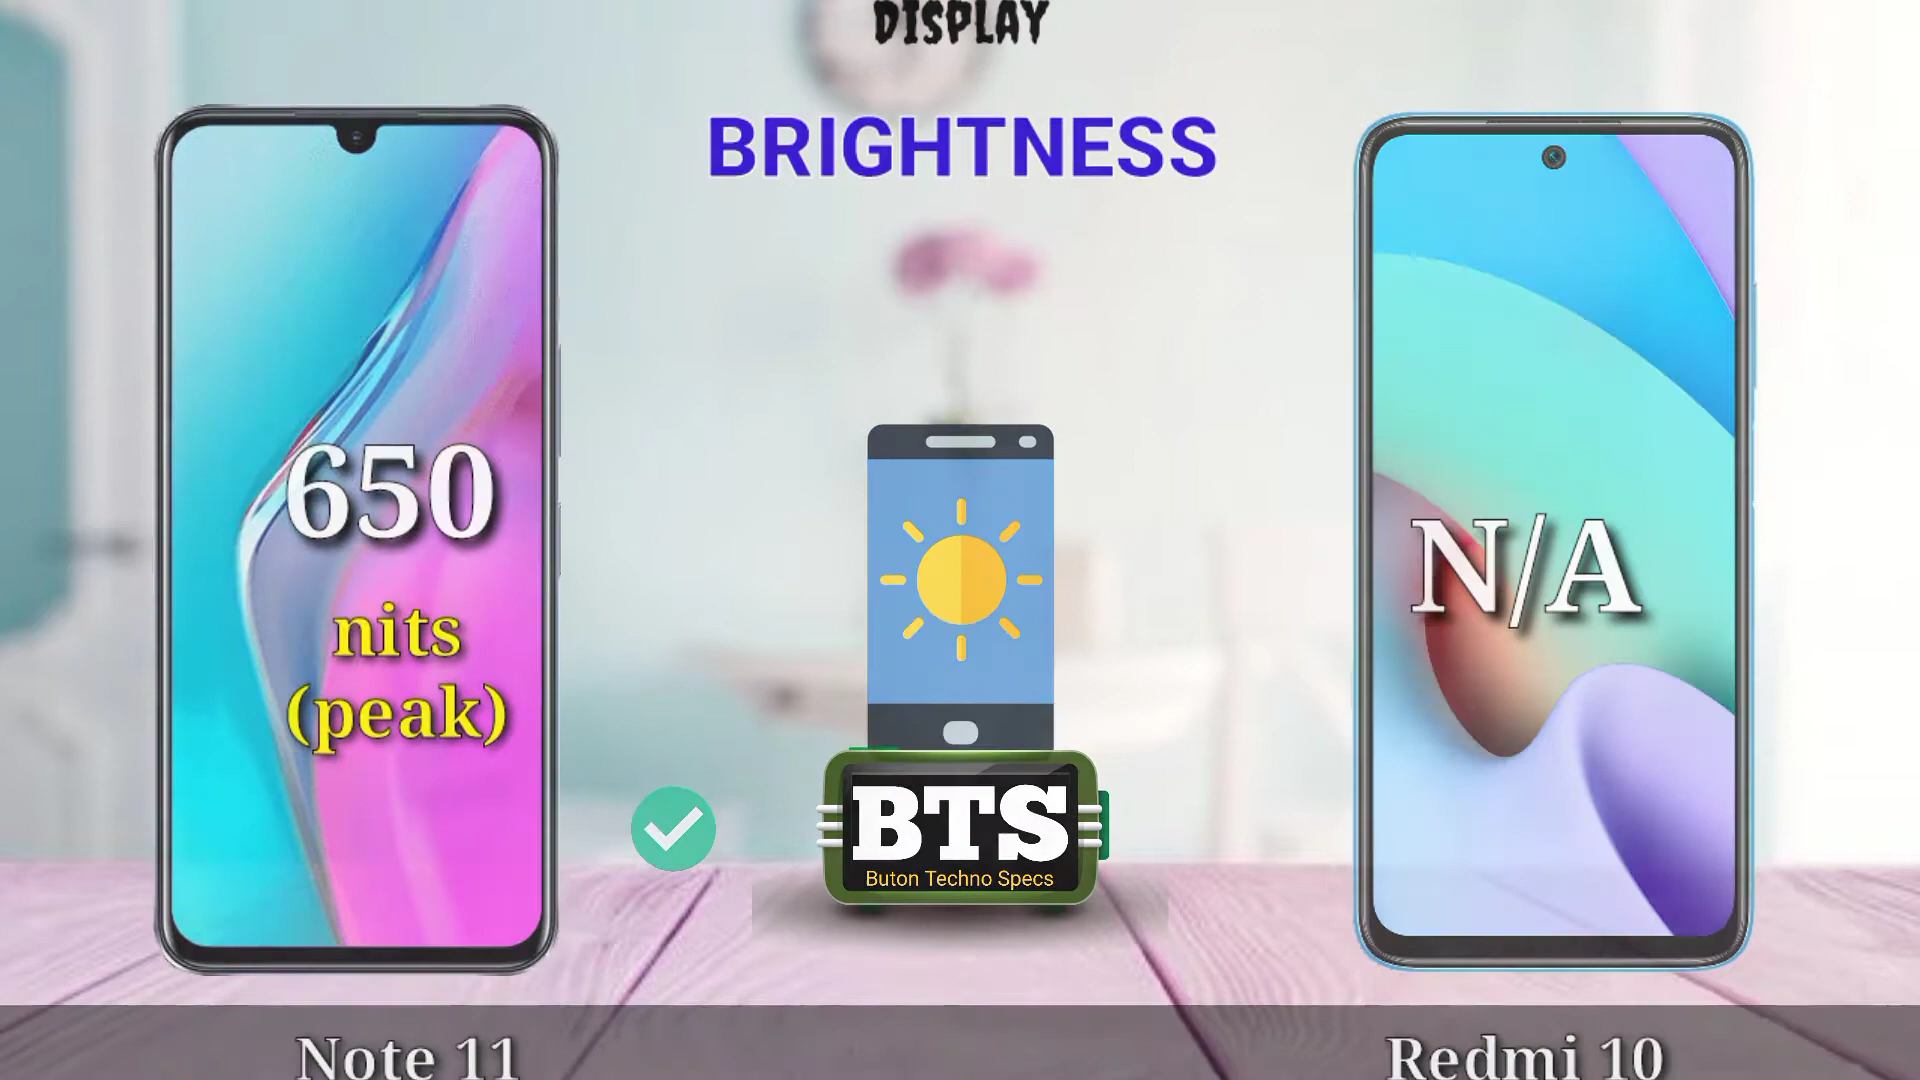 DISPLAY
BRIGHTNESS
650
nits
(peak)
N/A
BTS
Buton Techno Specs
Note 11
Redmi 10